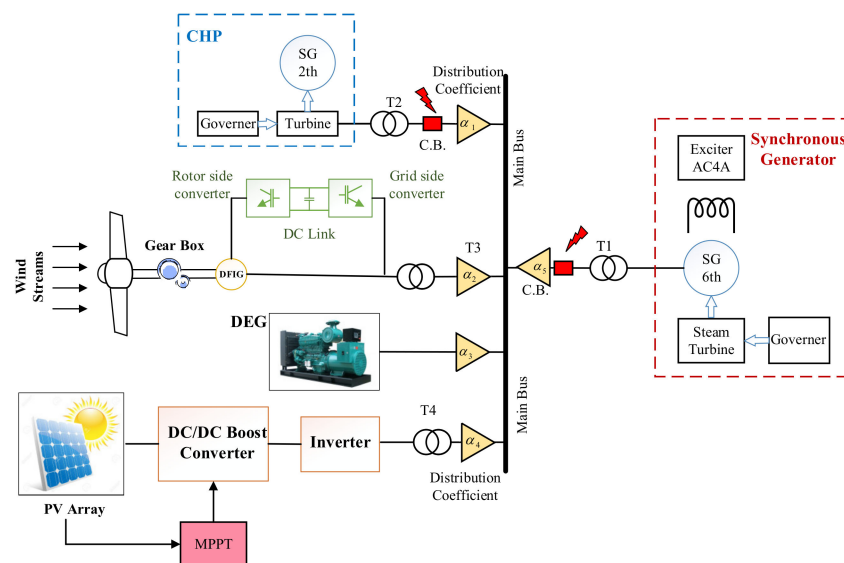 CHP
SG
2th
Governer
Turbine
T2
C.B.
Distribution
Coefficient
α1
Main Bus
Synchronous
Generator
Exciter
AC4A
SG
6th
Steam
Turbine
Governer
T1
C.B.
α5
Rotor side
converter
Grid side
converter
DC Link
Wind
Streams
Gear Box
DFIG
T3
α2
DEG
α3
Main Bus
PV Array
DC/DC Boost
Converter
Inverter
T4
α4
Distribution
Coefficient
MPPT